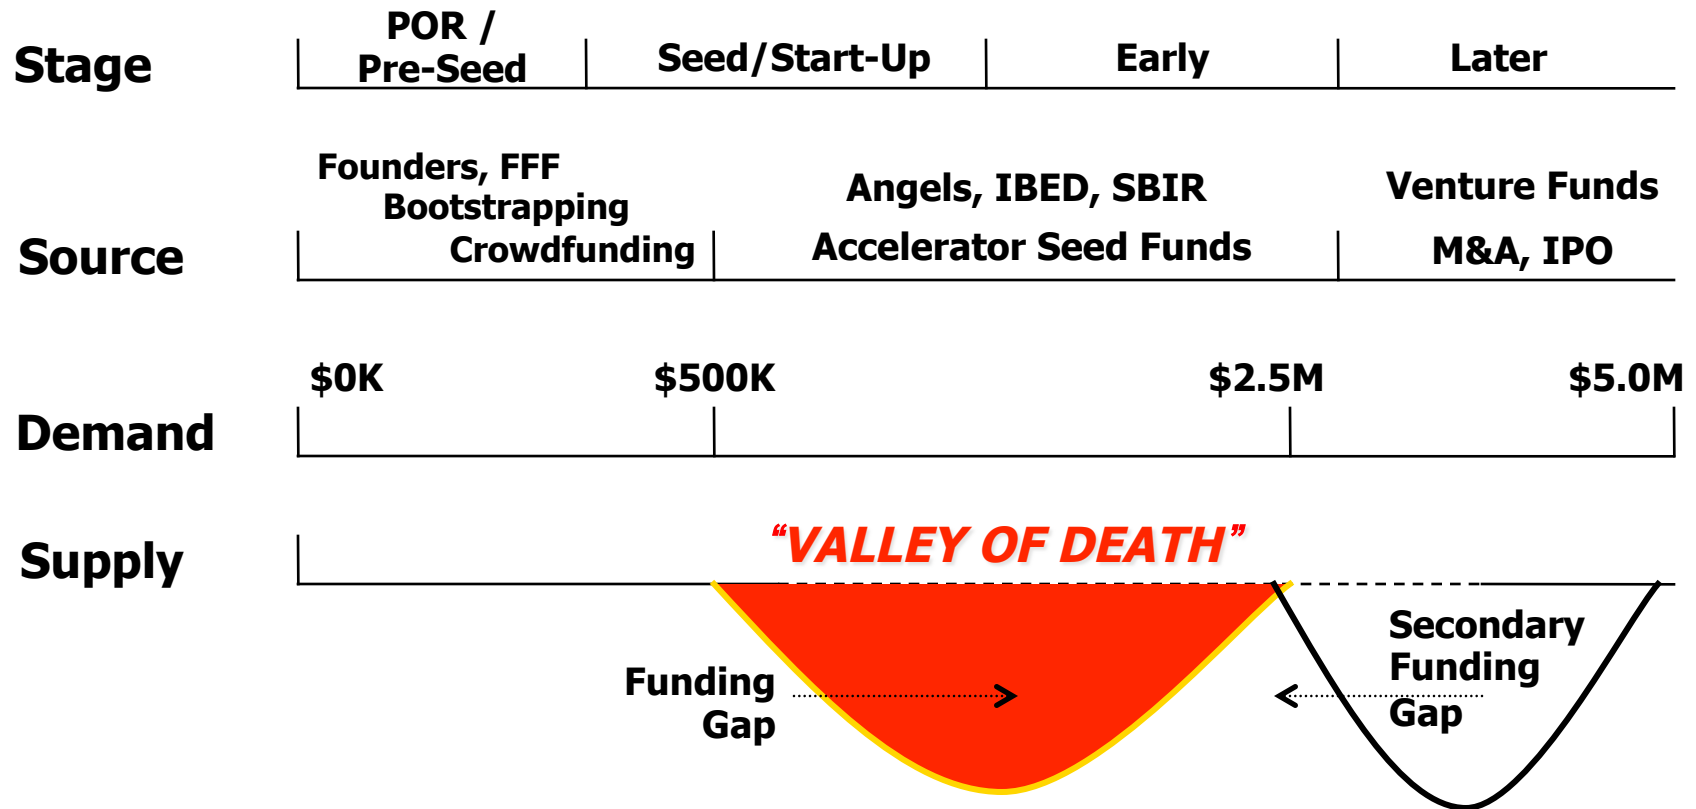 Stage
POR /
Pre-Seed
Seed/Start-Up
Early
Later
Source
Founders, FFF
Bootstrapping
Crowdfunding
Angels, IBED, SBIR
Accelerator Seed Funds
Venture Funds
M&A, IPO
Demand
$0K
$500K
$2.5M
$5.0M
Supply
“VALLEY OF DEATH”
Funding
Gap
Secondary
Funding
Gap